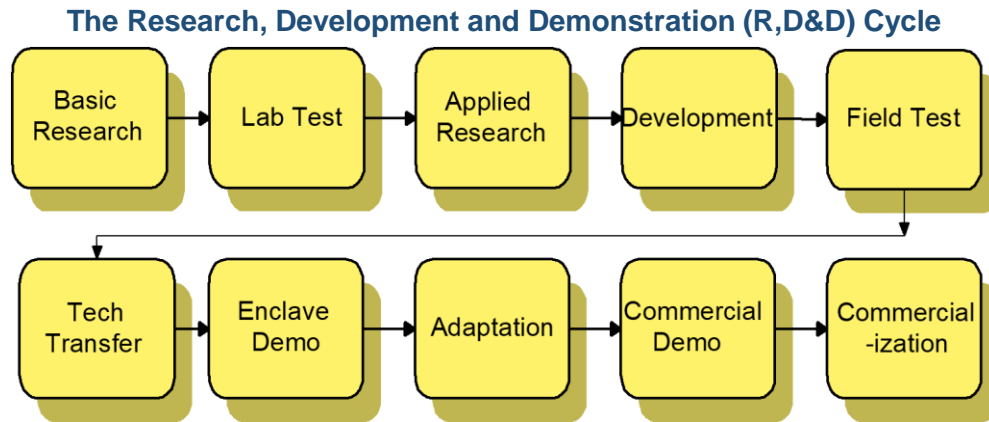 The Research, Development and Demonstration (R,D&D) Cycle
Basic
Research
Lab Test
Applied
Research
Development
Field Test
Tech
Transfer
Enclave
Demo
Adaptation
Commercial
Demo
Commercial
-ization